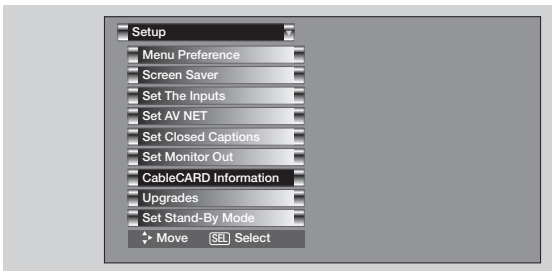 Setup
Menu Preference
Screen Saver
Set The Inputs
Set AV NET
Set Closed Captions
Set Monitor Out
CableCARD Information
Upgrades
Set Stand-By Mode
Move SEL Select